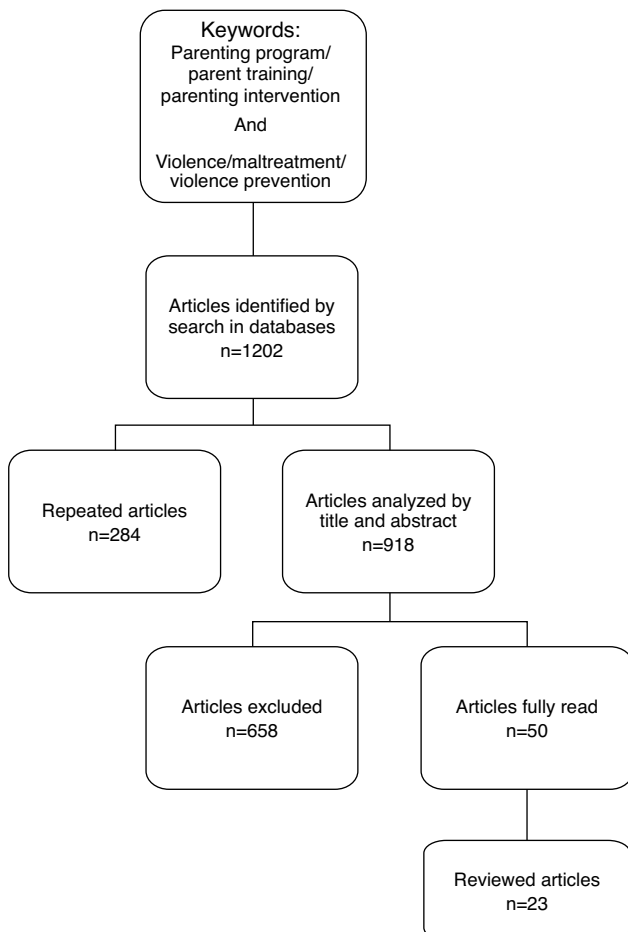 Keywords:
Parenting program/
parent training/
parenting intervention
And
Violence/maltreatment/
violence prevention
Articles identified by
search in databases
n=1202
Repeated articles
n=284
Articles analyzed by
title and abstract
n=918
Articles excluded
n=658
Articles fully read
n=50
Reviewed articles
n=23